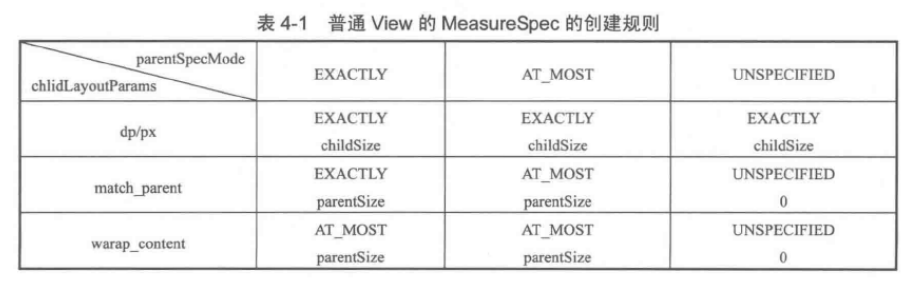 表 4-1 普通 View 的 MeasureSpec 的创建规则
parentSpecMode
chlidLayoutParams
EXACTLY
AT_MOST
UNSPECIFIED
dp/px
EXACTLY
childSize
EXACTLY
childSize
EXACTLY
childSize
match_parent
EXACTLY
parentSize
AT_MOST
parentSize
UNSPECIFIED
0
warap_content
AT_MOST
parentSize
AT_MOST
parentSize
UNSPECIFIED
0